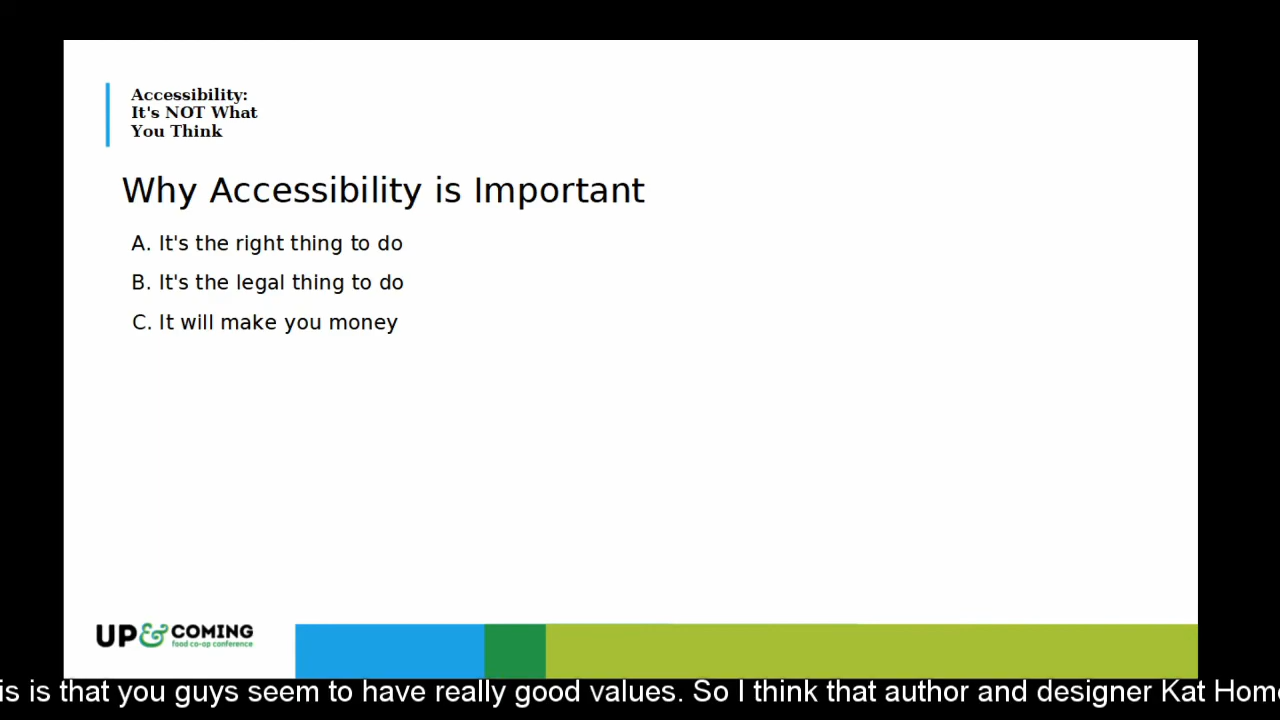 Accessibility:
It's NOT What
You Think
Why Accessibility is Important
A. It's the right thing to do
B. It's the legal thing to do
C. It will make you money
UP & COMING
food co-op conference
is is that you guys seem to have really good values. So I think that author and designer Kat